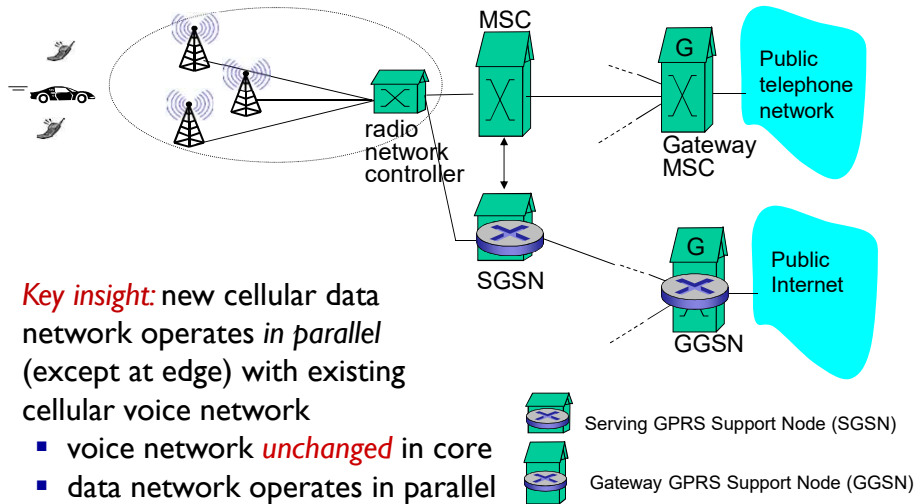 MSC
G
Public
telephone
network
radio
network
controller
Gateway
MSC
SGSN
G
Public
Internet
GGSN
Key insight: new cellular data
network operates in parallel
(except at edge) with existing
cellular voice network
▪ voice network unchanged in core
▪ data network operates in parallel
Serving GPRS Support Node (SGSN)
Gateway GPRS Support Node (GGSN)